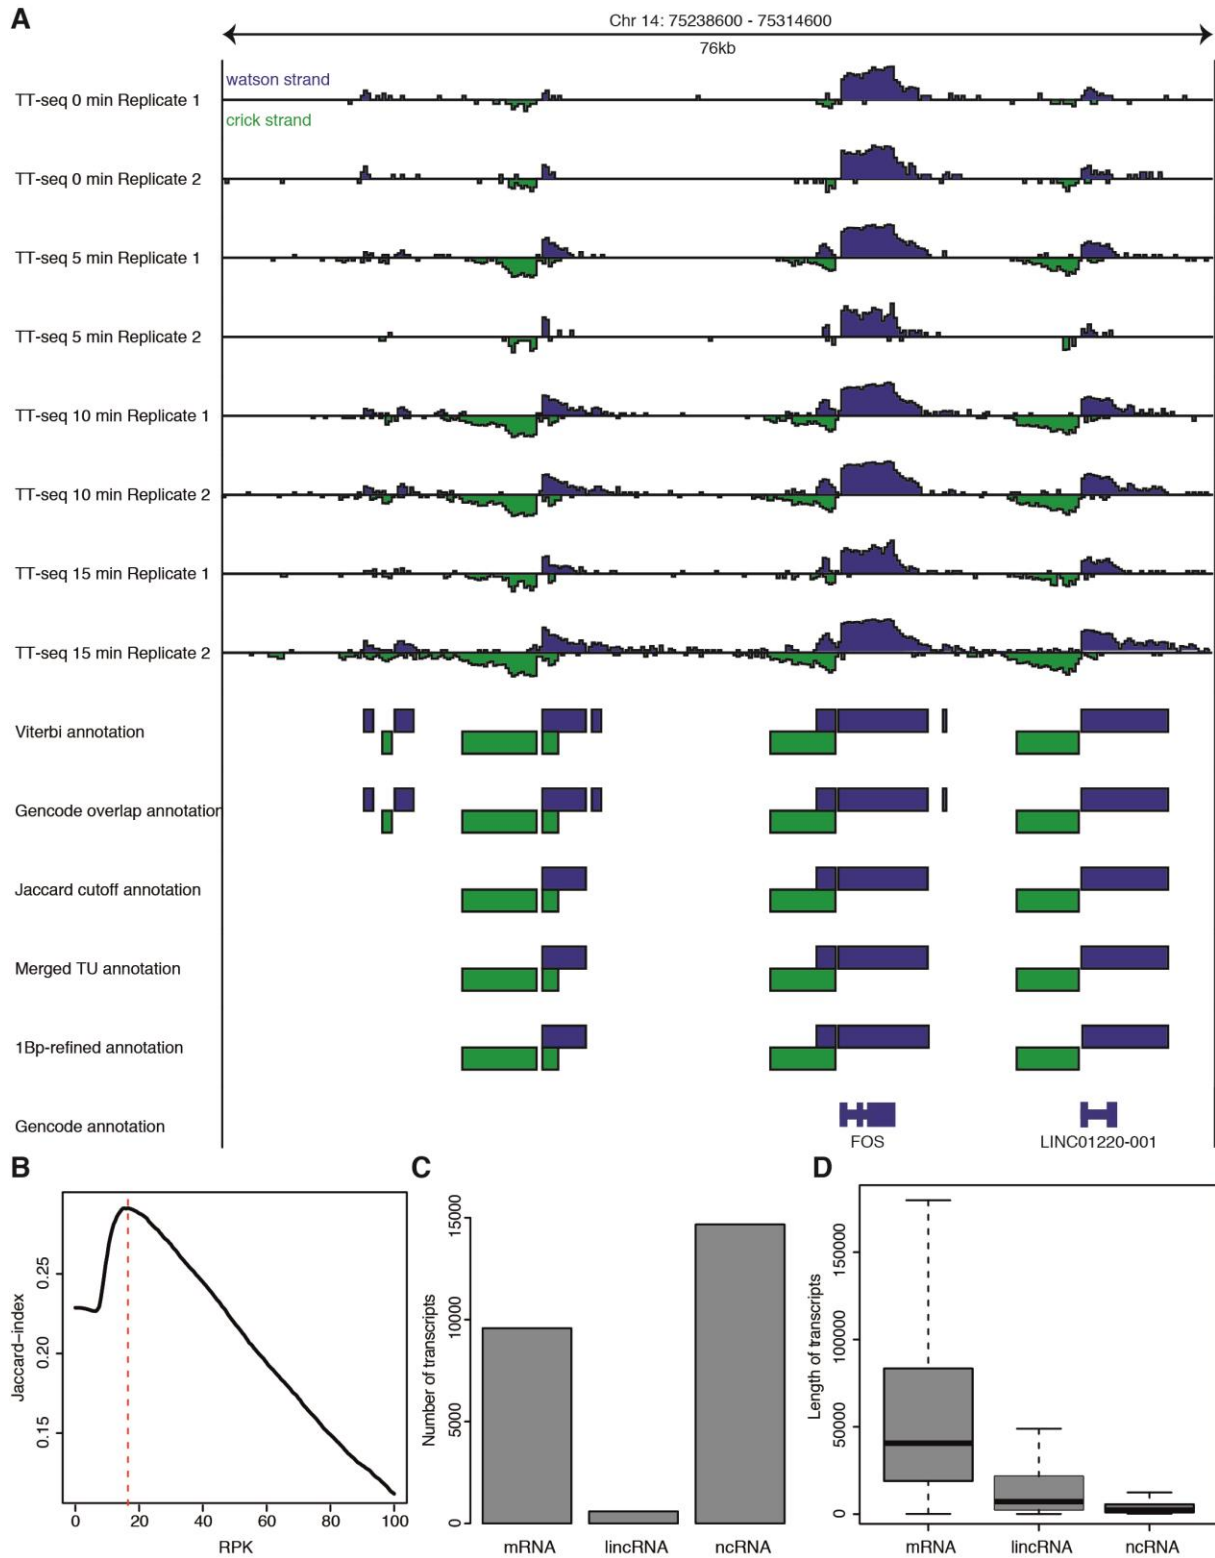 A
Chr 14: 75238600 - 75314600
76kb
watson strand
TT-seq 0 min Replicate 1
crick strand
TT-seq 0 min Replicate 2
TT-seq 5 min Replicate 1
TT-seq 5 min Replicate 2
TT-seq 10 min Replicate 1
TT-seq 10 min Replicate 2
TT-seq 15 min Replicate 1
TT-seq 15 min Replicate 2
Viterbi annotation
Gencode overlap annotation
Jaccard cutoff annotation
Merged TU annotation
1Bp-refined annotation
Gencode annotation
FOS
LINC01220-001
B
Jaccard-index
0.25
0.20
0.15
0 20 40 60 80 100
RPK
C
Number of transcripts
15000
10000
5000
0
mRNA lincRNA ncRNA
D
Length of transcripts
150000
100000
50000
0
mRNA lincRNA ncRNA